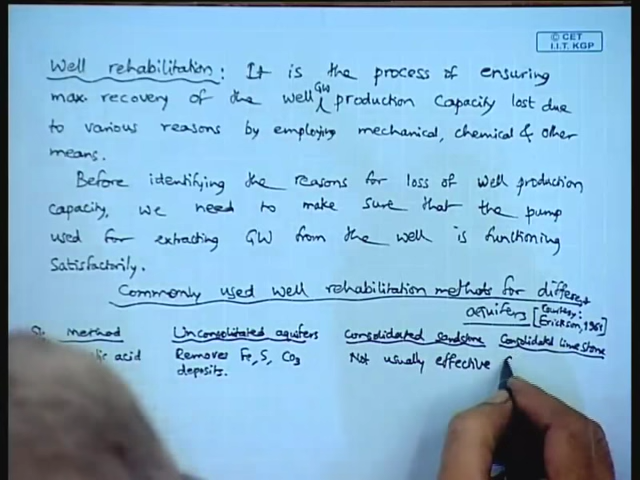 © CET
I.I.T. KGP
Well rehabilitation: It is the process of ensuring
max. recovery of the well GW production capacity lost due
to various reasons by employing mechanical, chemical & other
means.
Before identifying the reasons for loss of well production
capacity, we need to make sure that the pump
used for extracting GW from the well is functioning
satisfactorily.
Commonly used well rehabilitation methods for different
aquifers [Courtesy:
Erickson, 1961]
Sl. Method Unconsolidated aquifers Consolidated sandstone Consolidated limestone
lic acid Removes Fe, S, CO3 Not usually effective
deposits.